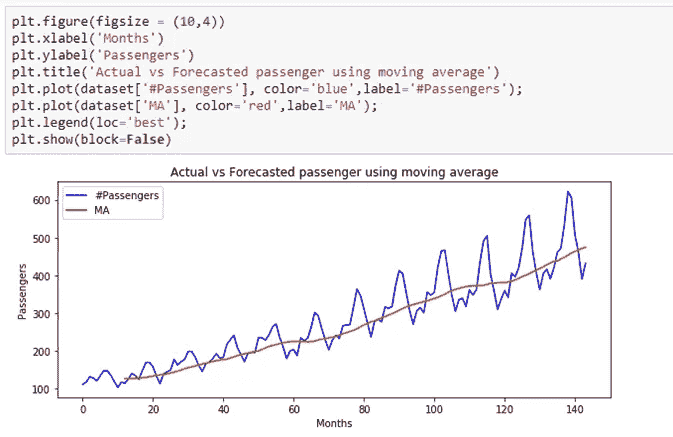 plt.figure(figsize = (10,4))
plt.xlabel('Months')
plt.ylabel('Passengers')
plt.title('Actual vs Forecasted passenger using moving average')
plt.plot(dataset['#Passengers'], color='blue',label='#Passengers');
plt.plot(dataset['MA'], color='red',label='MA');
plt.legend(loc='best');
plt.show(block=False)
Actual vs Forecasted passenger using moving average
#Passengers
MA
600
500
400
300
200
100
Passengers
0 20 40 60 80 100 120 140
Months